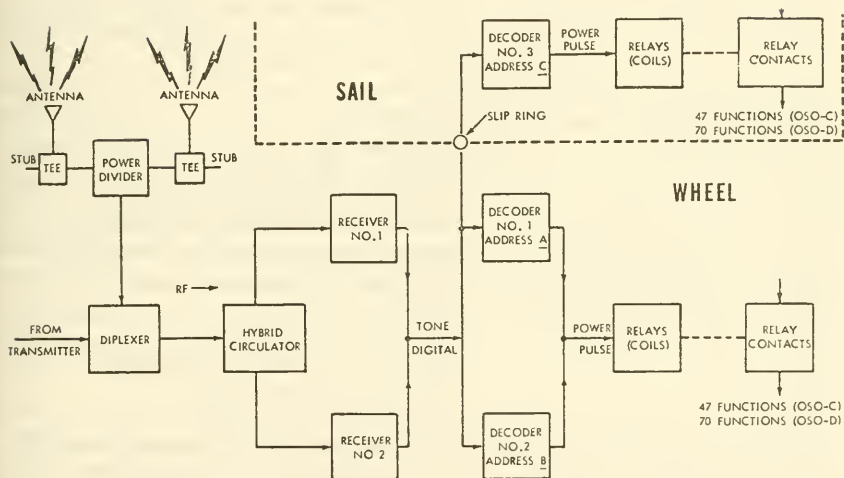 ANTENNA
ANTENNA
STUB
TEE
POWER
DIVIDER
TEE
STUB
SAIL
DECODER
NO. 3
ADDRESS C
POWER
PULSE
RELAYS
(COILS)
RELAY
CONTACTS
47 FUNCTIONS (OSO-C)
70 FUNCTIONS (OSO-D)
SLIP RING
WHEEL
RECEIVER
NO.1
DECODER
NO. 1
ADDRESS A
RF
FROM
TRANSMITTER
DIPLEXER
HYBRID
CIRCULATOR
TONE
DIGITAL
POWER
PULSE
RELAYS
(COILS)
RELAY
CONTACTS
47 FUNCTIONS (OSO-C)
70 FUNCTIONS (OSO-D)
RECEIVER
NO 2
DECODER
NO.2
ADDRESS B